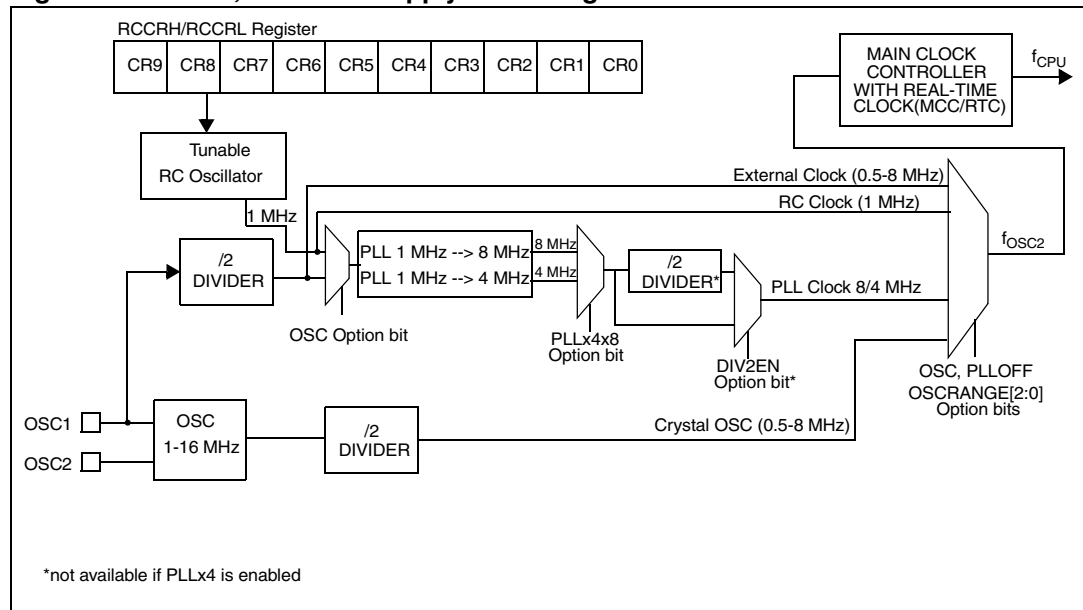 RCCRH/RCCRL Register
CR9 CR8 CR7 CR6 CR5 CR4 CR3 CR2 CR1 CR0
MAIN CLOCK
CONTROLLER
WITH REAL-TIME
CLOCK(MCC/RTC)
fCPU
Tunable
RC Oscillator
External Clock (0.5-8 MHz)
RC Clock (1 MHz)
1 MHz
/2
DIVIDER
PLL 1 MHz --> 8 MHz
PLL 1 MHz --> 4 MHz
8 MHz
4 MHz
/2
DIVIDER*
fOSC2
PLL Clock 8/4 MHz
OSC Option bit
PLLx4x8
Option bit
DIV2EN
Option bit*
OSC, PLLOFF
OSCRANGE[2:0]
Option bits
OSC1
OSC2
OSC
1-16 MHz
/2
DIVIDER
Crystal OSC (0.5-8 MHz)
*not available if PLLx4 is enabled